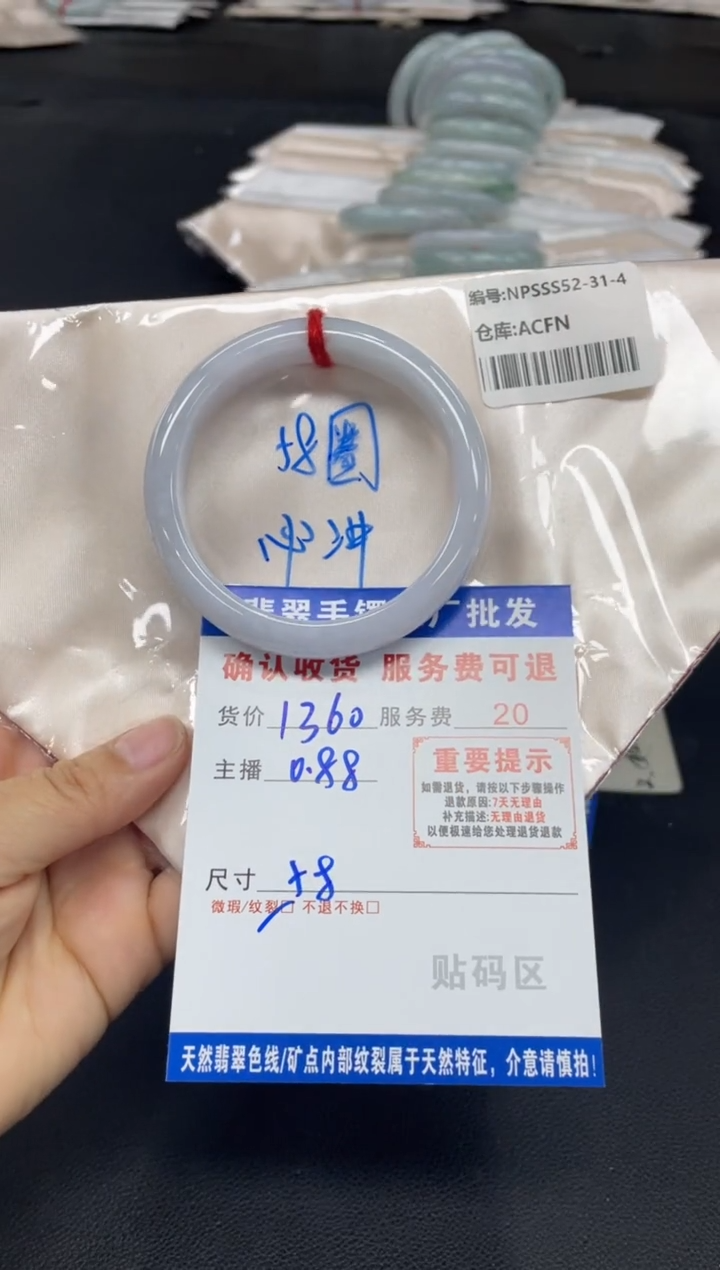 编号:NPSSS52-31-4
仓库:ACFN
58圈
必冲
翡翠手镯 厂批发
确认收货 服务费可退
货价 1360 服务费 20
主播 0.88
重要提示
如需退货，请按以下步骤操作
退款原因:7天无理由
补充描述:无理由退货
以便极速给您处理退货退款
尺寸 58
微瑕/纹裂□ 不退不换□
贴码区
天然翡翠色线/矿点内部纹裂属于天然特征，介意请慎拍!